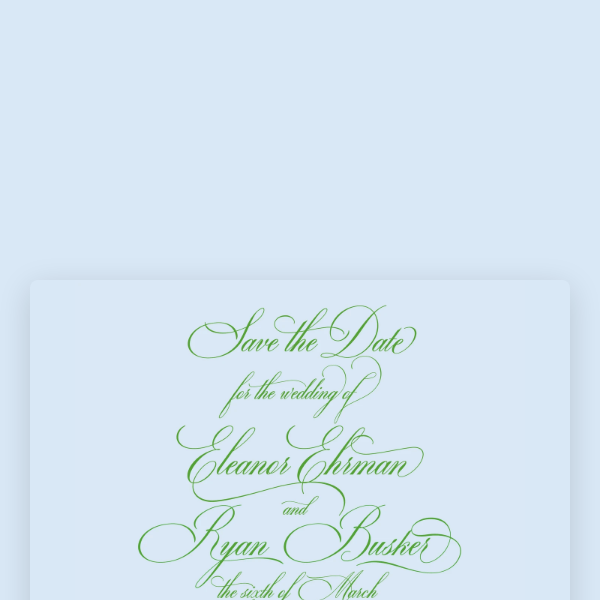 Save the Date
for the wedding of
Eleanor Ehrman
and
Ryan Busker
the sixth of March